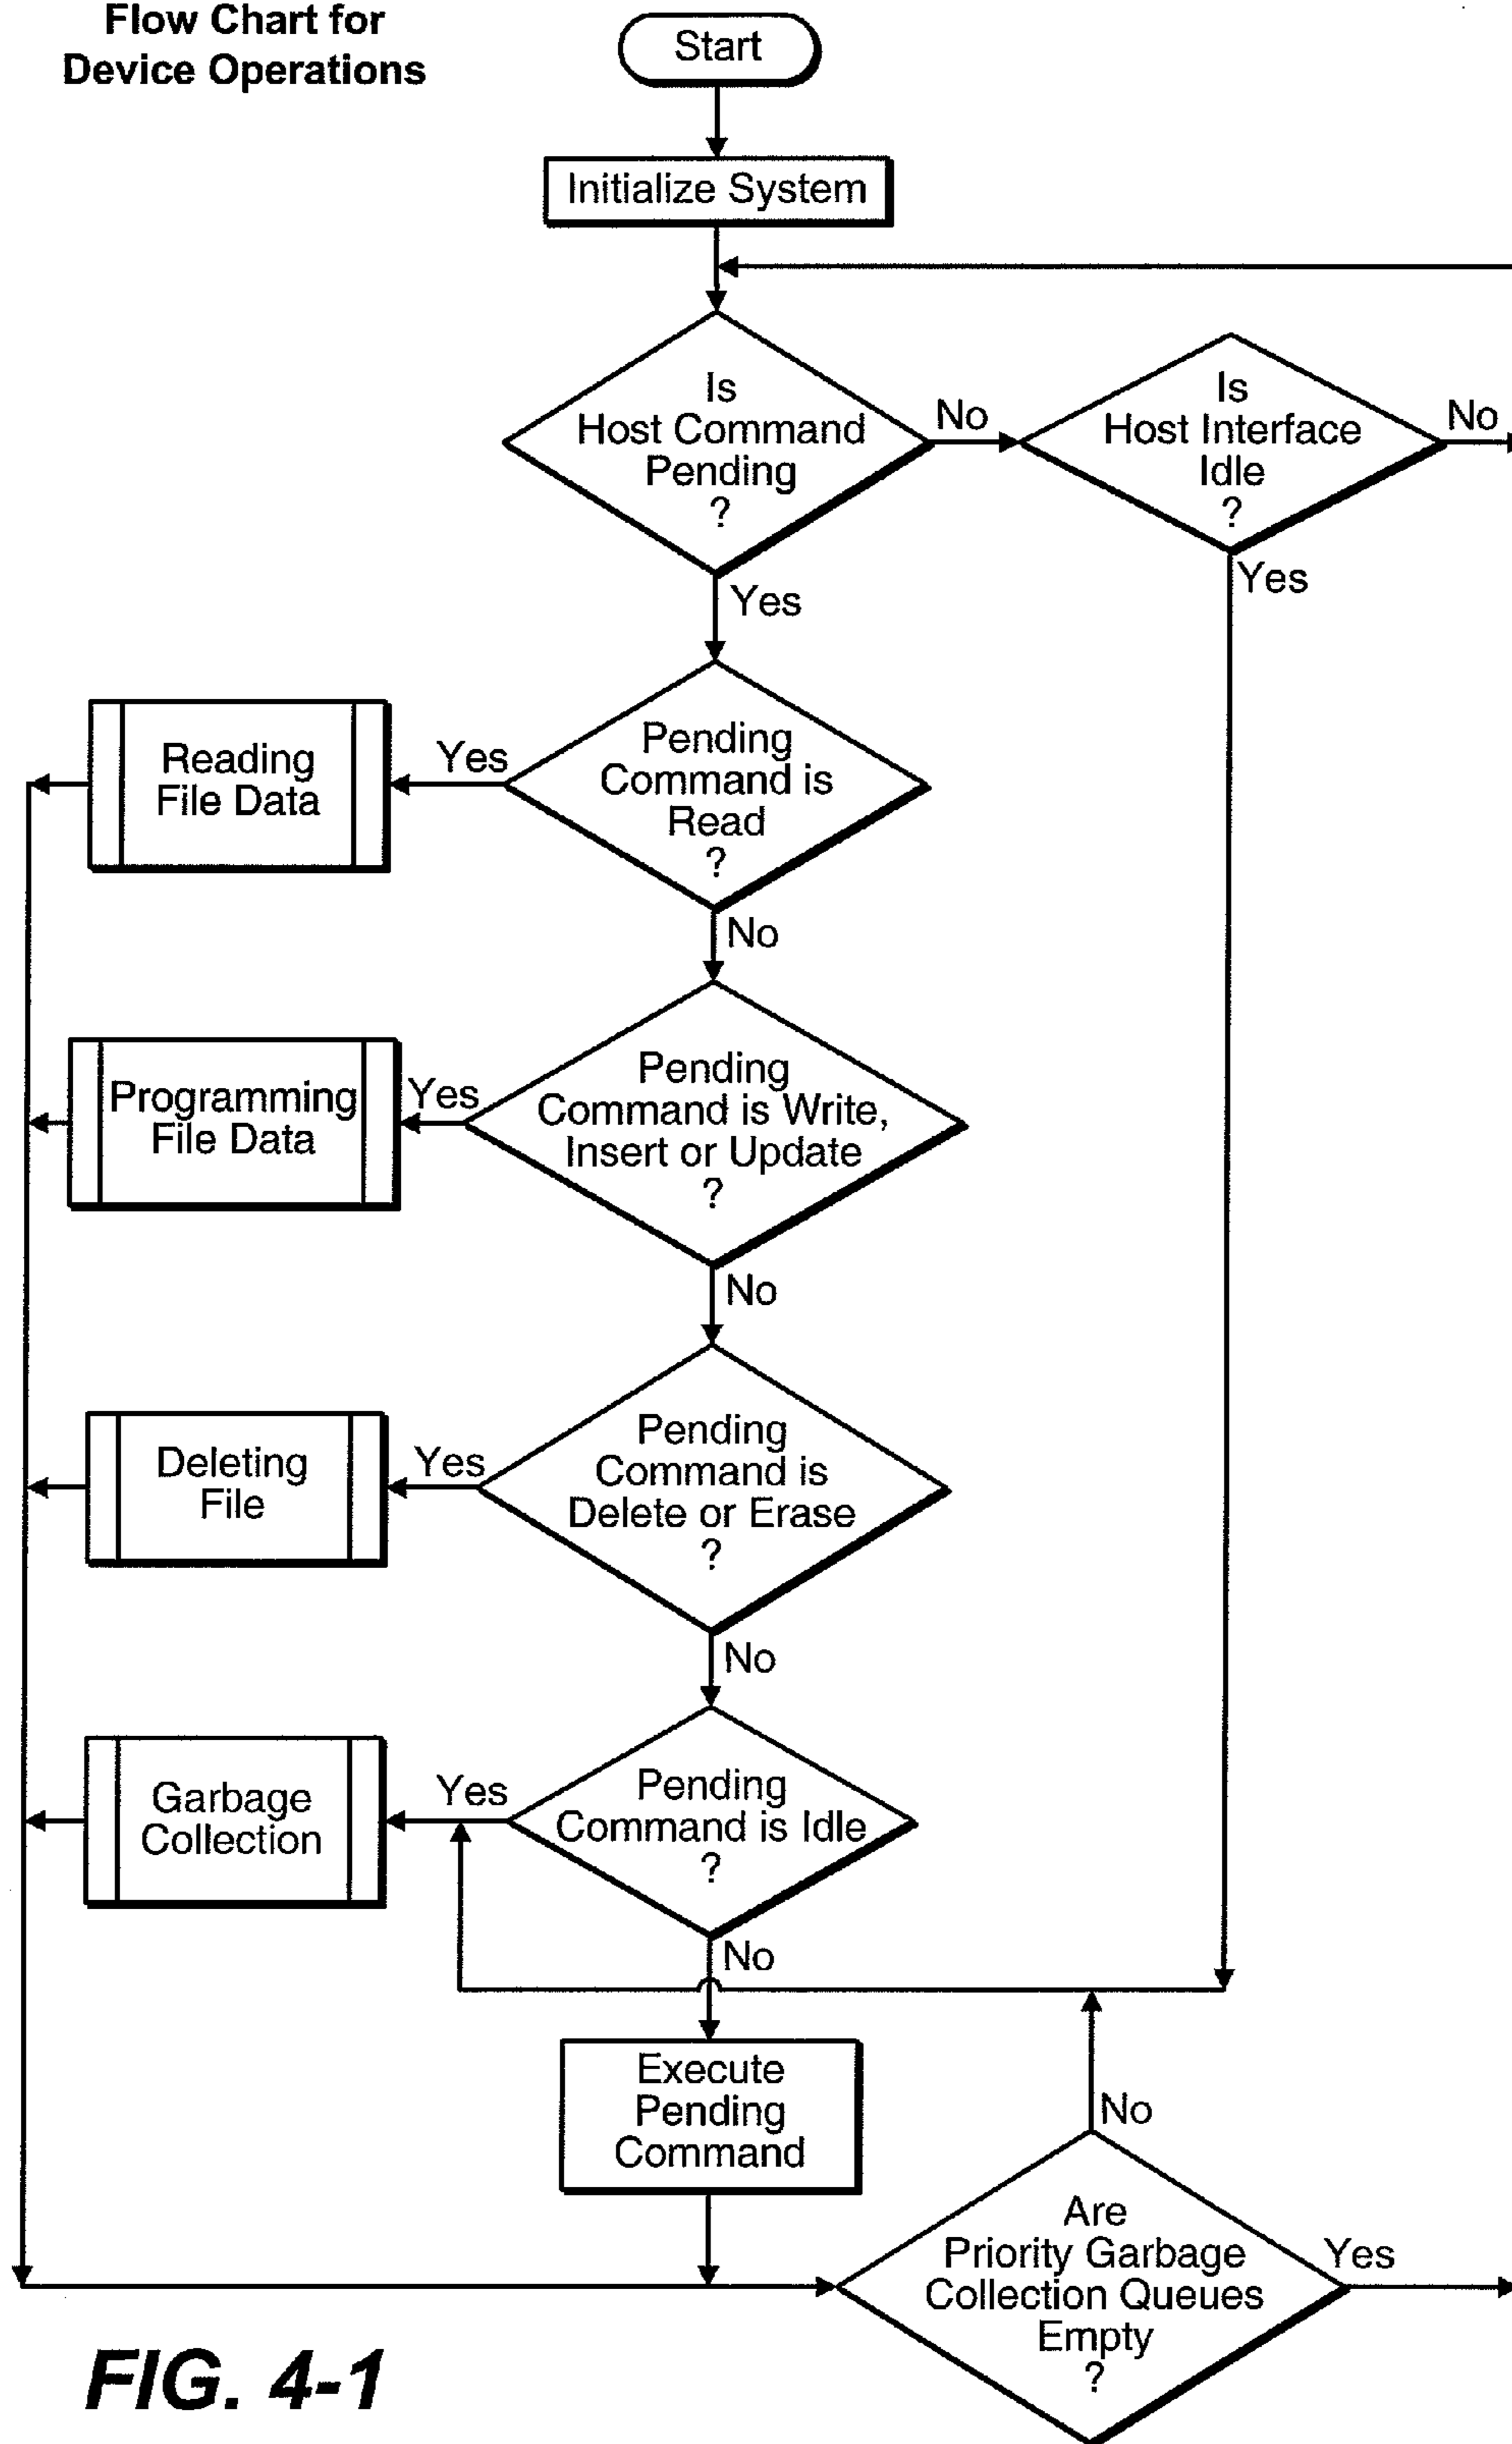 Flow Chart for
Device Operations
Start
Initialize System
Is
Host Command
Pending
?
No
Is
Host Interface
Idle
?
No
Yes
Yes
Pending
Command is
Read
?
Yes
Reading
File Data
No
Pending
Command is Write,
Insert or Update
?
Yes
Programming
File Data
No
Pending
Command is
Delete or Erase
?
Yes
Deleting
File
No
Pending
Command is Idle
?
Yes
Garbage
Collection
No
Execute
Pending
Command
No
Are
Priority Garbage
Collection Queues
Empty
?
Yes
FIG. 4-1